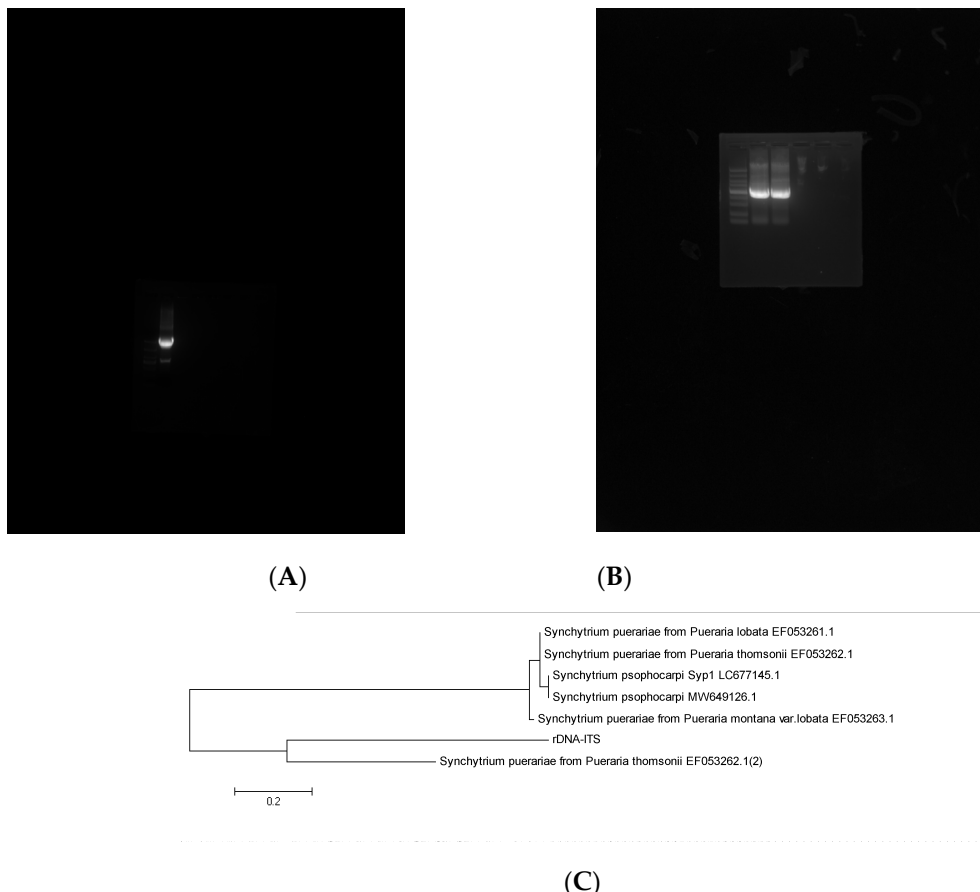 (A)
(B)
Synchytrium puerariae from Pueraria lobata EF053261.1
Synchytrium puerariae from Pueraria thomsonii EF053262.1
Synchytrium psophocarpi Syp1 LC677145.1
Synchytrium psophocarpi MW649126.1
Synchytrium puerariae from Pueraria montana var.lobata EF053263.1
rDNA-ITS
Synchytrium puerariae from Pueraria thomsonii EF053262.1(2)
0.2
(C)